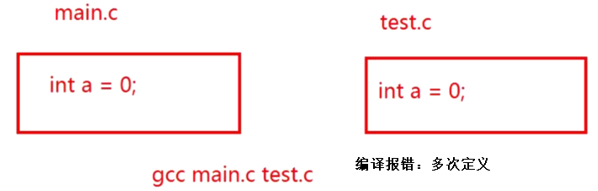 main.c
test.c
int a = 0;
int a = 0;
gcc main.c test.c
编译报错：多次定义